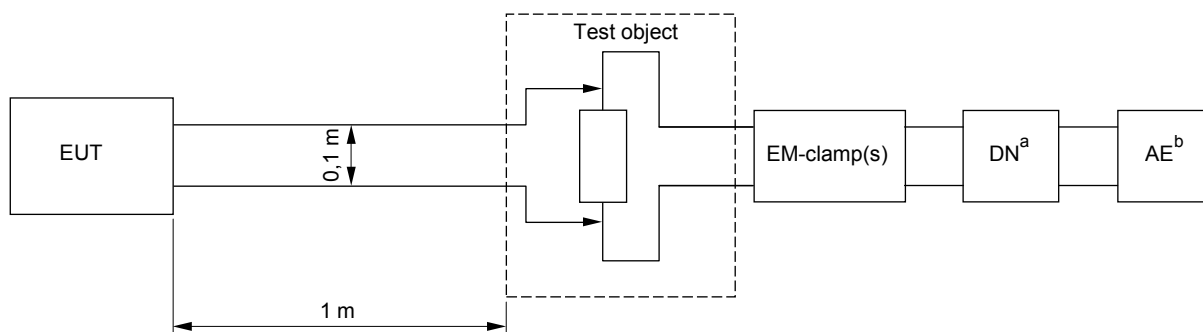 Test object
EUT
0,1 m
EM-clamp(s)
DNᵃ
AEᵇ
1 m